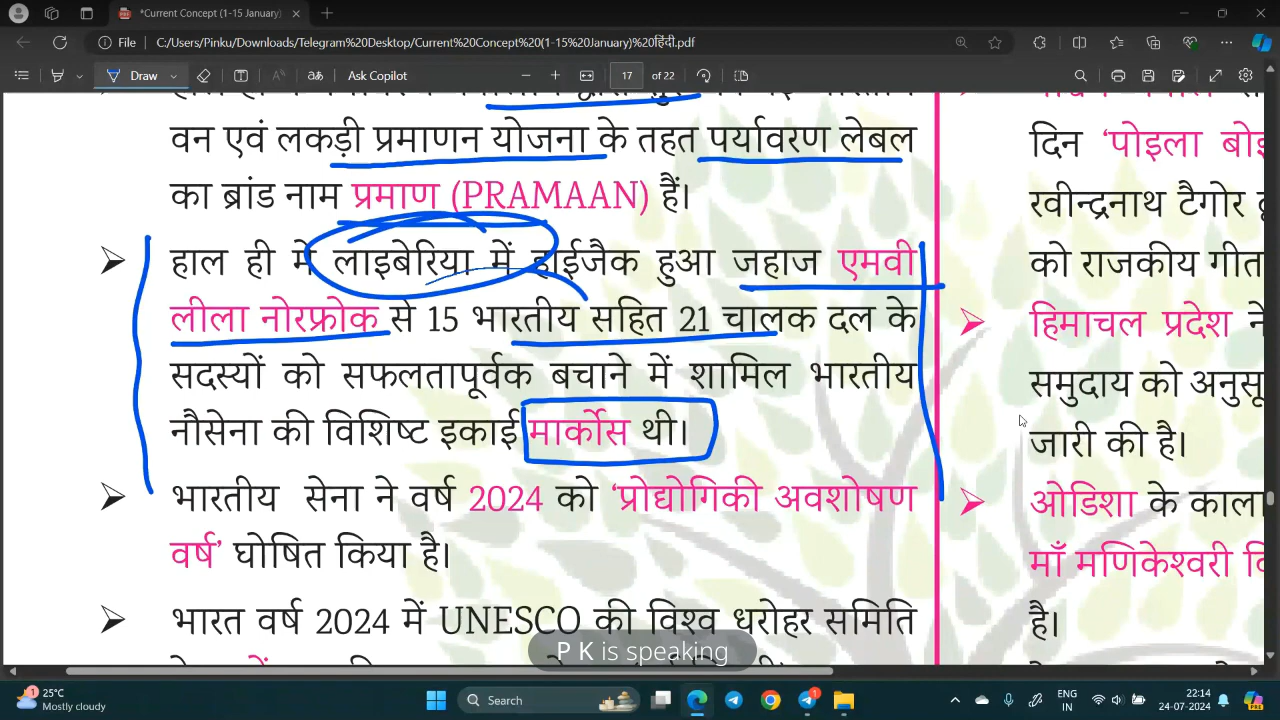 *Current Concept (1-15 January)
File C:/Users/Pinku/Downloads/Telegram%20Desktop/Current%20Concept%20(1-15%20January)%20हिंदी.pdf
Draw Ask Copilot 17 of 22
वन एवं लकड़ी प्रमाणन योजना के तहत पर्यावरण लेबल
का ब्रांड नाम प्रमाण (PRAMAAN) हैं।
हाल ही मे लाइबेरिया में हाईजैक हुआ जहाज एमवी
लीला नोरफ्रोक से 15 भारतीय सहित 21 चालक दल के
सदस्यों को सफलतापूर्वक बचाने में शामिल भारतीय
नौसेना की विशिष्ट इकाई मार्कोस थी।
भारतीय सेना ने वर्ष 2024 को ‘प्रोद्योगिकी अवशोषण
वर्ष’ घोषित किया है।
भारत वर्ष 2024 में UNESCO की विश्व धरोहर समिति
दिन ‘पोइला बोइ
रवीन्द्रनाथ टैगोर
को राजकीय गीत
हिमाचल प्रदेश ने
समुदाय को अनुसू
जारी की है।
ओडिशा के काला
माँ मणिकेश्वरी वि
है।
P K is speaking
25°C
Mostly cloudy
1
Search
1
ENG
IN
22:14
24-07-2024